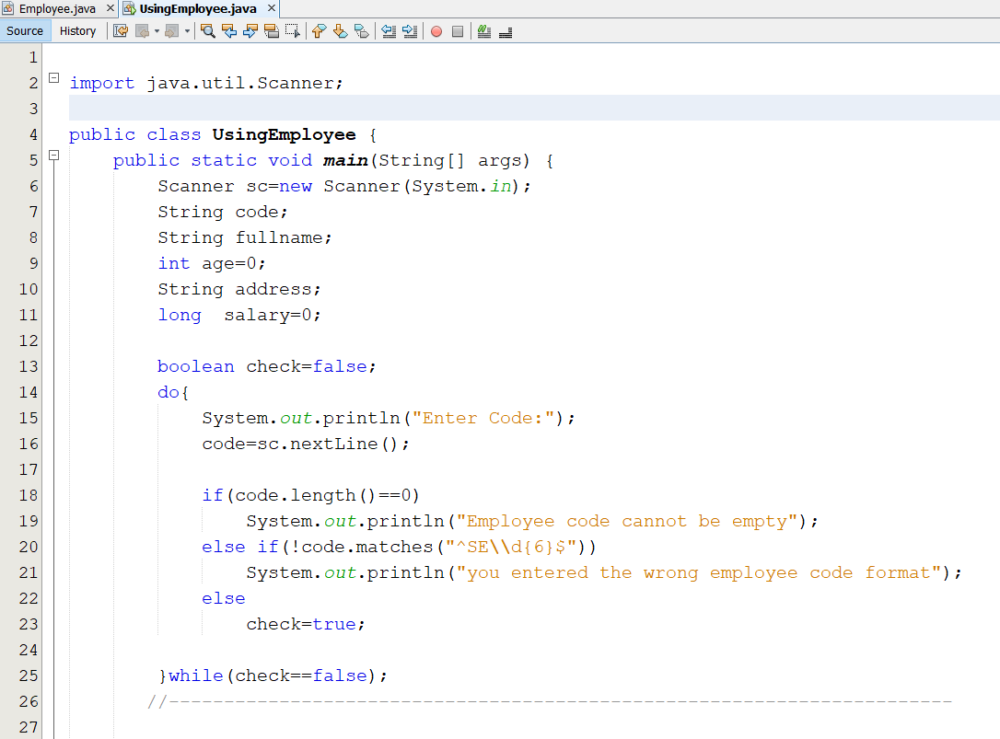 Employee.java
UsingEmployee.java
Source History
1
2 import java.util.Scanner;
3
4 public class UsingEmployee {
5 public static void main(String[] args) {
6 Scanner sc=new Scanner(System.in);
7 String code;
8 String fullname;
9 int age=0;
10 String address;
11 long  salary=0;
12
13 boolean check=false;
14 do{
15 System.out.println("Enter Code:");
16 code=sc.nextLine();
17
18 if(code.length()==0)
19 System.out.println("Employee code cannot be empty");
20 else if(!code.matches("^SE\\d{6}$"))
21 System.out.println("you entered the wrong employee code format");
22 else
23 check=true;
24
25 }while(check==false);
26 //-----------------------------------------------------------------------
27